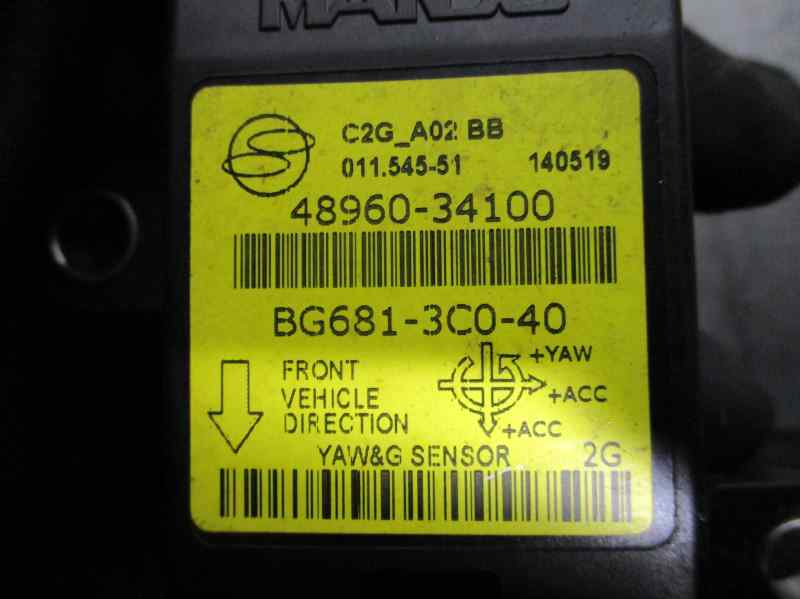 MANDO
C2G_A02 BB
011.545-51 140519
48960-34100
BG681-3C0-40
FRONT
VEHICLE
DIRECTION
+YAW
+ACC
+ACC
YAW&G SENSOR 2G